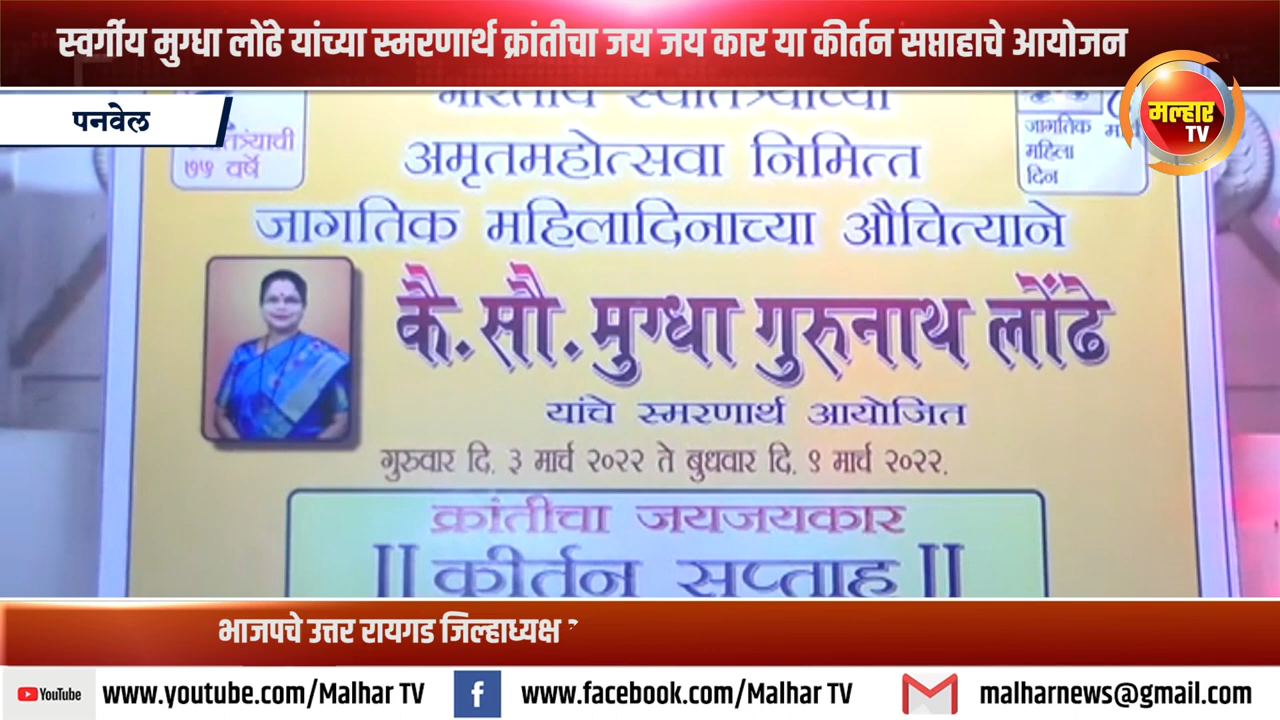 स्वर्गीय मुग्धा लोंढे यांच्या स्मरणार्थ क्रांतीचा जय जय कार या कीर्तन सप्ताहाचे आयोजन
पनवेल
मल्हार
TV
७५ वर्षे
जागतिक
महिला
दिन
भारतीय स्वातंत्र्याच्या
अमृतमहोत्सवा निमित्त
जागतिक महिलादिनाच्या औचित्याने
कै. सौ. मुग्धा गुरुनाथ लोंढे
यांचे स्मरणार्थ आयोजित
गुरुवार दि. ३ मार्च २०२२ ते बुधवार दि. ९ मार्च २०२२.
क्रांतीचा जयजयकार
|| कीर्तन सप्ताह ||
भाजपचे उत्तर रायगड जिल्हाध्यक्ष
YouTube
www.youtube.com/Malhar TV
www.facebook.com/Malhar TV
malharnews@gmail.com